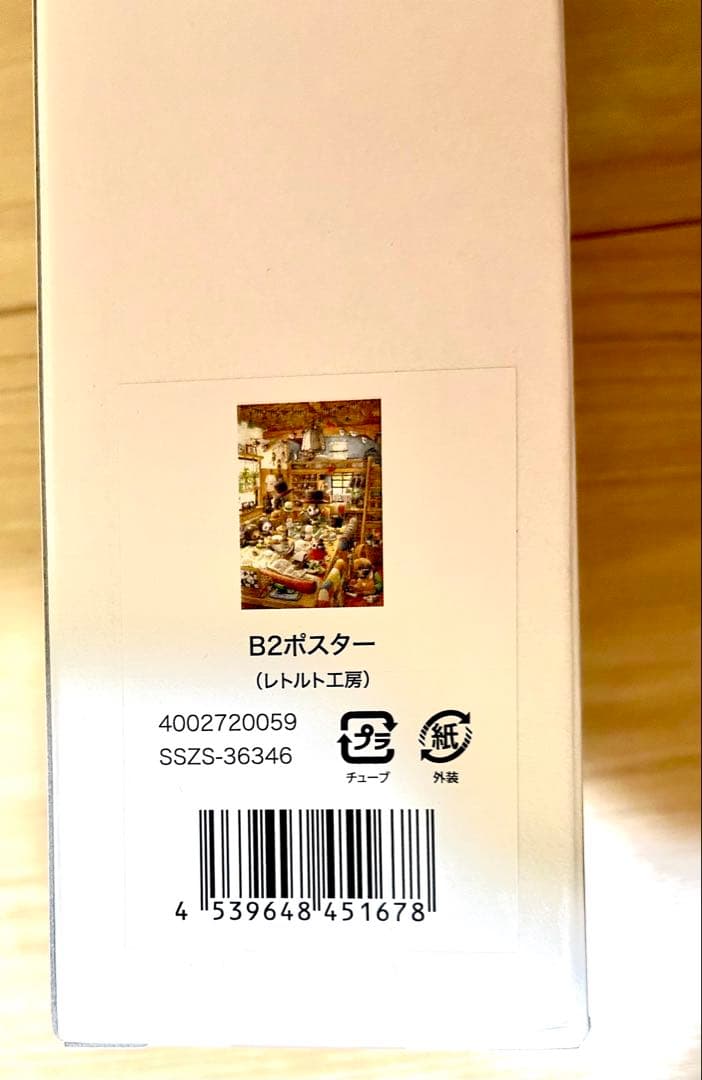 B2ポスター
（レトルト工房）
4002720059
SSZS-36346
プラ
チューブ
紙
外装
4 539648 451678